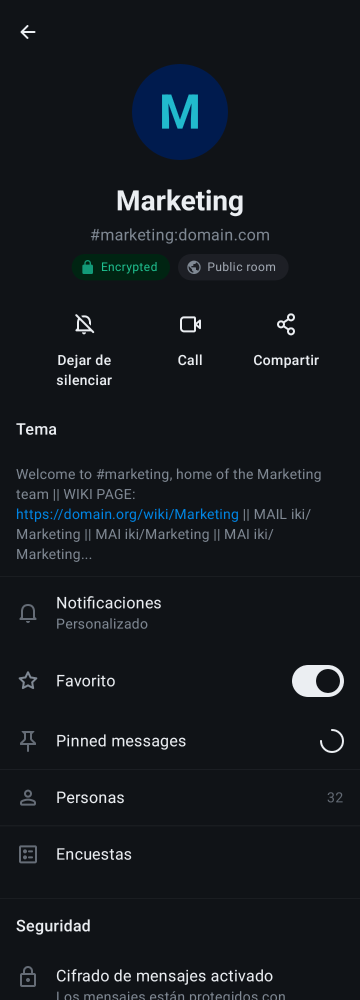 M
Marketing
#marketing:domain.com
Encrypted
Public room
Dejar de
silenciar
Call
Compartir
Tema
Welcome to #marketing, home of the Marketing
team || WIKI PAGE:
https://domain.org/wiki/Marketing || MAIL iki/
Marketing || MAI iki/Marketing || MAI iki/
Marketing...
Notificaciones
Personalizado
Favorito
Pinned messages
Personas
32
Encuestas
Seguridad
Cifrado de mensajes activado
Los mensajes están protegidos con